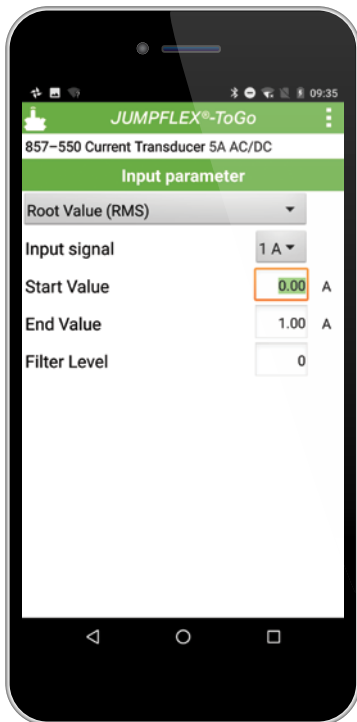 09:35
JUMPFLEX®-ToGo
857–550 Current Transducer 5A AC/DC
Input parameter
Root Value (RMS)
Input signal 1 A
Start Value 0.00 A
End Value 1.00 A
Filter Level 0